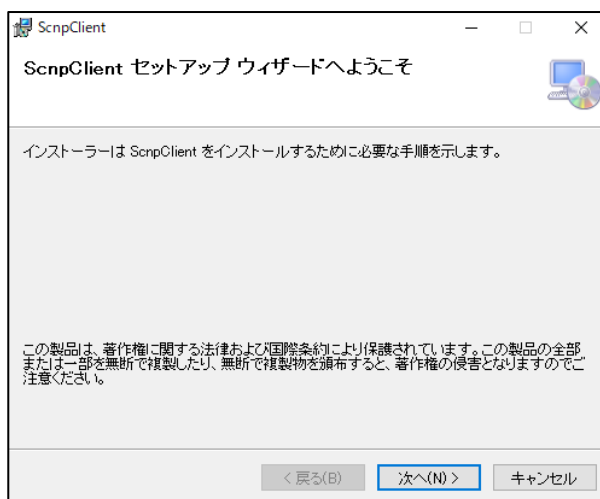 ScnpClient
ScnpClient セットアップ ウィザードへようこそ
インストーラーは ScnpClient をインストールするために必要な手順を示します。
この製品は、著作権に関する法律および国際条約により保護されています。この製品の全部
または一部を無断で複製したり、無断で複製物を頒布すると、著作権の侵害となりますのでご
注意ください。
< 戻る(B) 次へ(N) > キャンセル